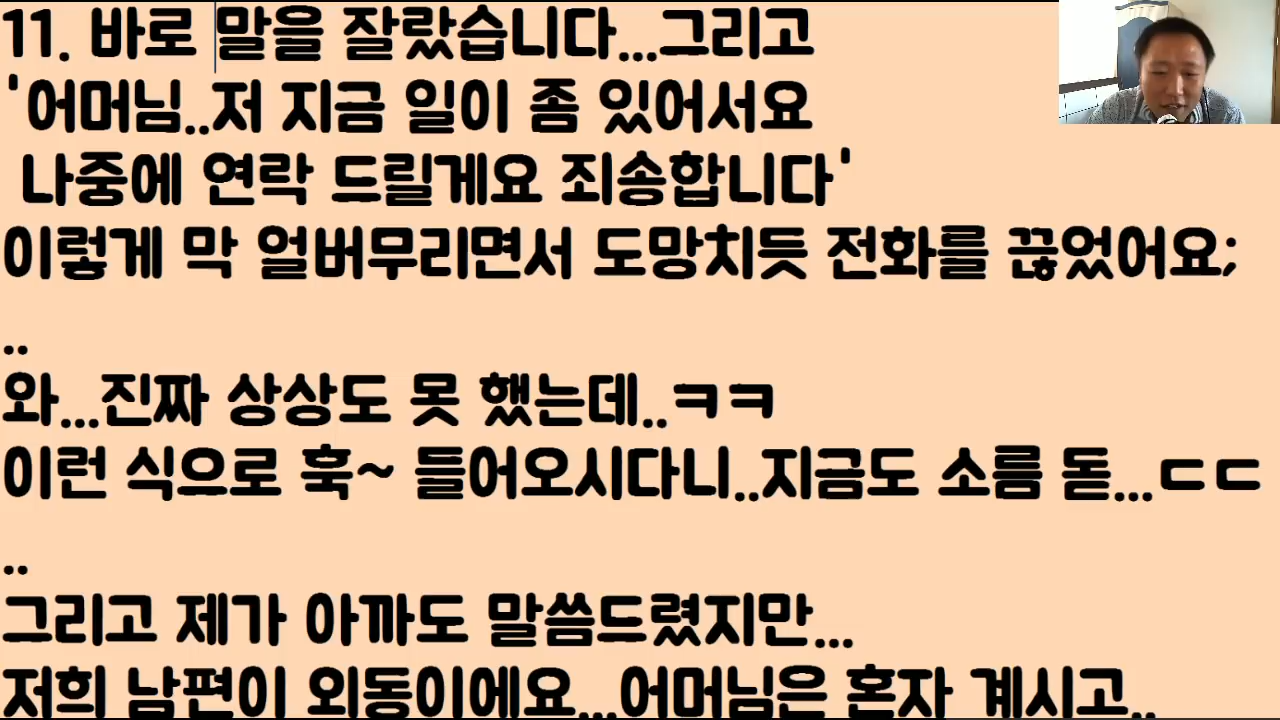 11. 바로 말을 잘랐습니다...그리고
'어머님..저 지금 일이 좀 있어서요
나중에 연락 드릴게요 죄송합니다'
이렇게 막 얼버무리면서 도망치듯 전화를 끊었어요;
..
와...진짜 상상도 못 했는데..ㅋㅋ
이런 식으로 훅~ 들어오시다니..지금도 소름 돋...ㄷㄷ
..
그리고 제가 아까도 말씀드렸지만...
저희 남편이 외동이에요...어머님은 혼자 계시고..